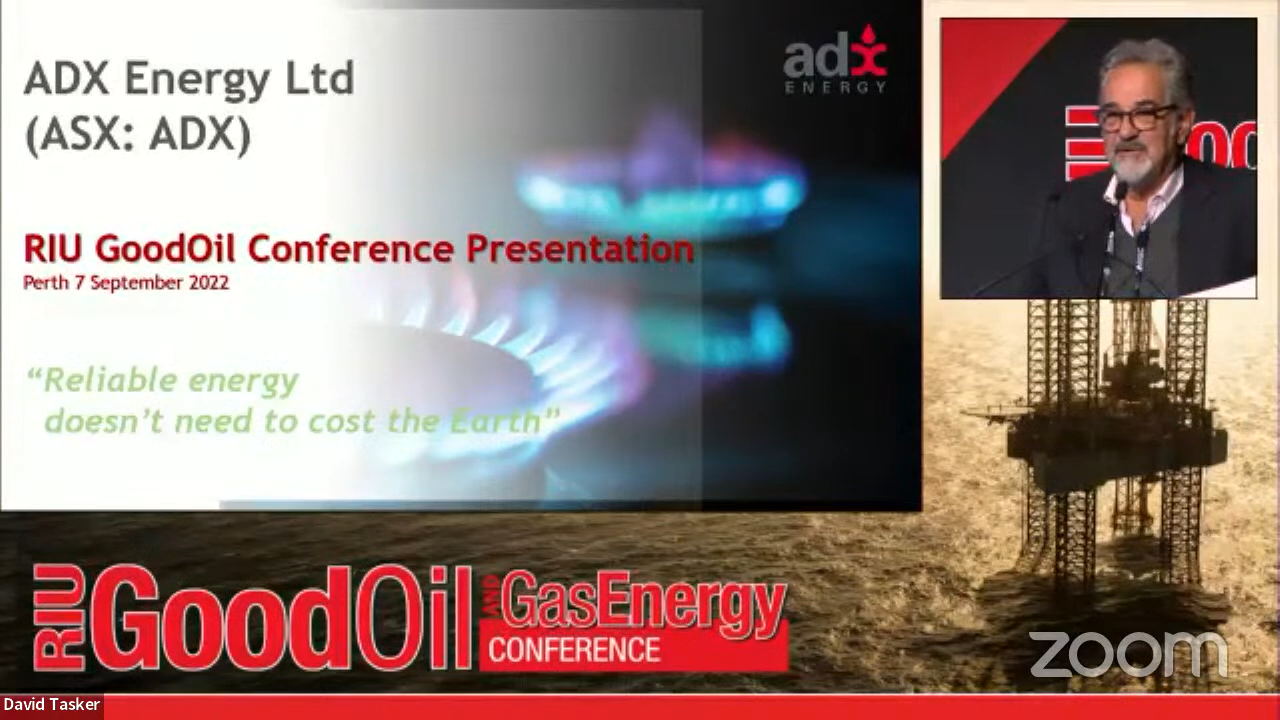 ADX Energy Ltd
(ASX: ADX)
adx
ENERGY
RIU GoodOil Conference Presentation
Perth 7 September 2022
“Reliable energy
doesn’t need to cost the Earth”
RIU GoodOil AND GasEnergy
CONFERENCE
zoom
David Tasker